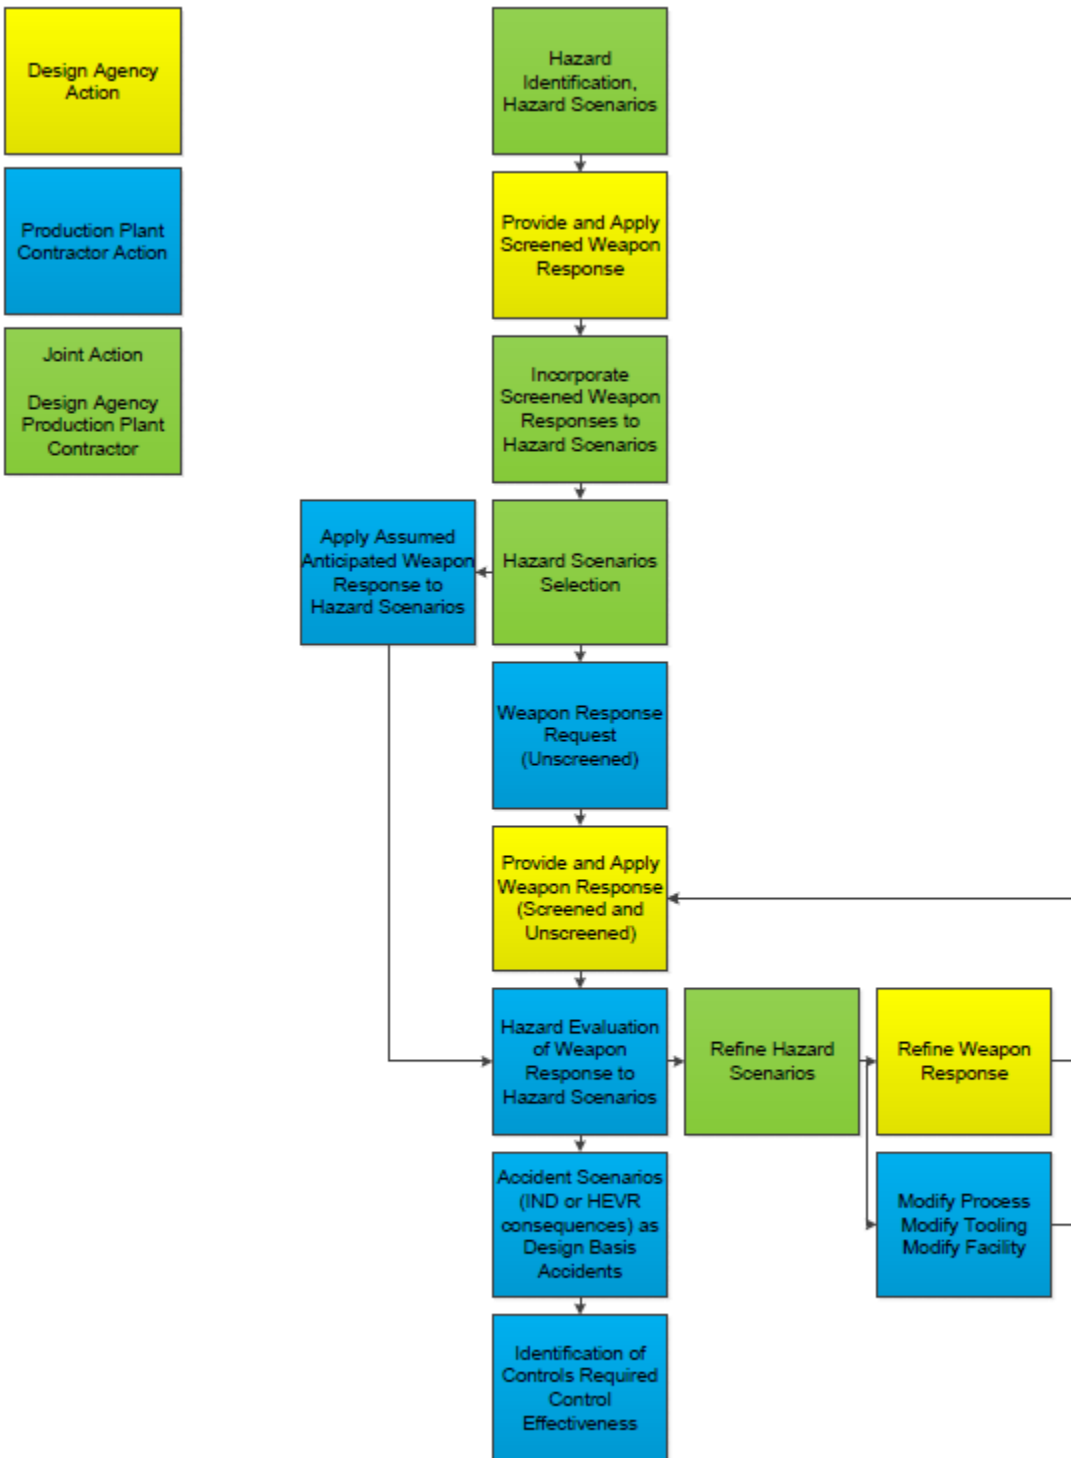 Design Agency
Action
Production Plant
Contractor Action
Joint Action
Design Agency
Production Plant
Contractor
Hazard
Identification,
Hazard Scenarios
Provide and Apply
Screened Weapon
Response
Incorporate
Screened Weapon
Responses to
Hazard Scenarios
Apply Assumed
Anticipated Weapon
Response to
Hazard Scenarios
Hazard Scenarios
Selection
Weapon Response
Request
(Unscreened)
Provide and Apply
Weapon Response
(Screened and
Unscreened)
Hazard Evaluation
of Weapon
Response to
Hazard Scenarios
Refine Hazard
Scenarios
Refine Weapon
Response
Accident Scenarios
(IND or HEVR
consequences) as
Design Basis
Accidents
Modify Process
Modify Tooling
Modify Facility
Identification of
Controls Required
Control
Effectiveness